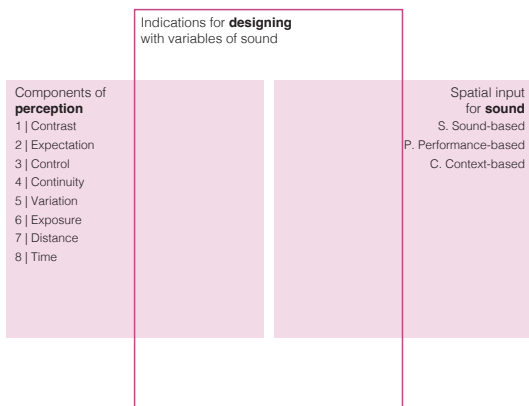 Indications for designing
with variables of sound
Components of
perception
1 | Contrast
2 | Expectation
3 | Control
4 | Continuity
5 | Variation
6 | Exposure
7 | Distance
8 | Time
Spatial input
for sound
S. Sound-based
P. Performance-based
C. Context-based